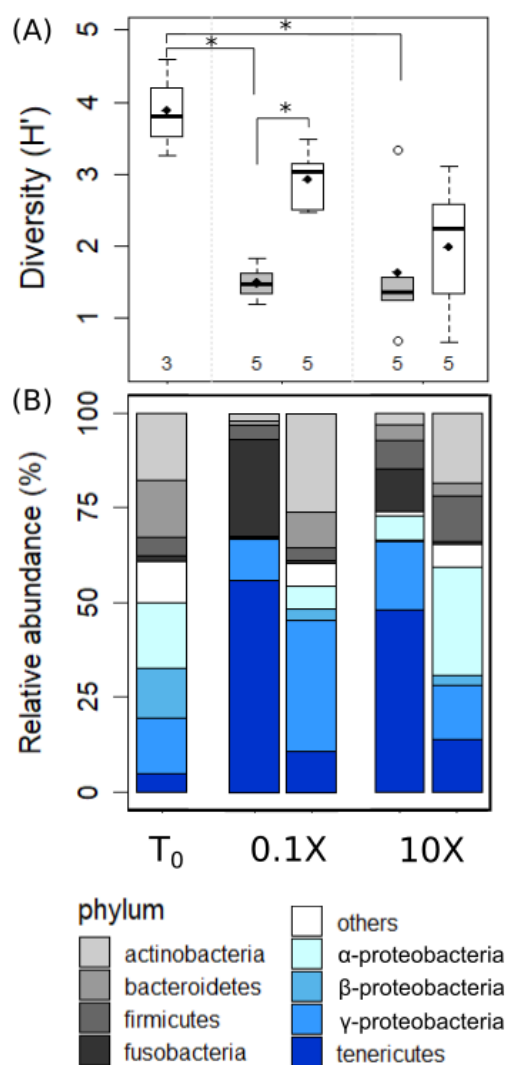 (A)
Diversity (H')
5
4
3
2
1
*
*
*
3
5
5
5
5
(B)
Relative abundance (%)
100
75
50
25
0
T₀
0.1X
10X
phylum
actinobacteria
bacteroidetes
firmicutes
fusobacteria
others
α-proteobacteria
β-proteobacteria
γ-proteobacteria
tenericutes